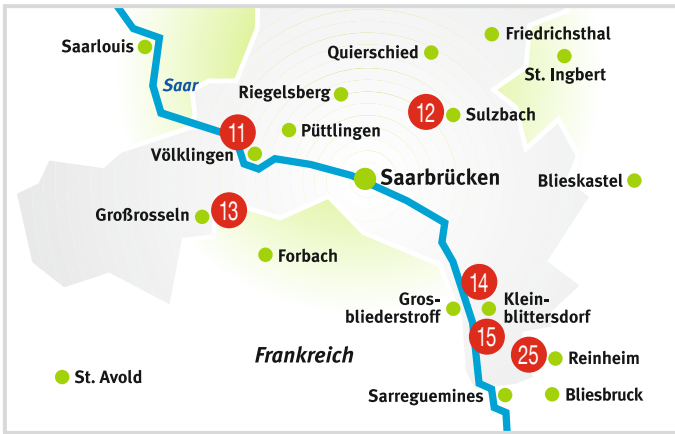 Friedrichsthal
Saarlouis
Quierschied
St. Ingbert
Saar
Riegelsberg
12
Sulzbach
11
Püttlingen
Völklingen
Saarbrücken
Blieskastel
13
Großrosseln
Forbach
14
Gros-
bliederstroff
Klein-
blittersdorf
15
25
Frankreich
Reinheim
St. Avold
Sarreguemines
Bliesbruck